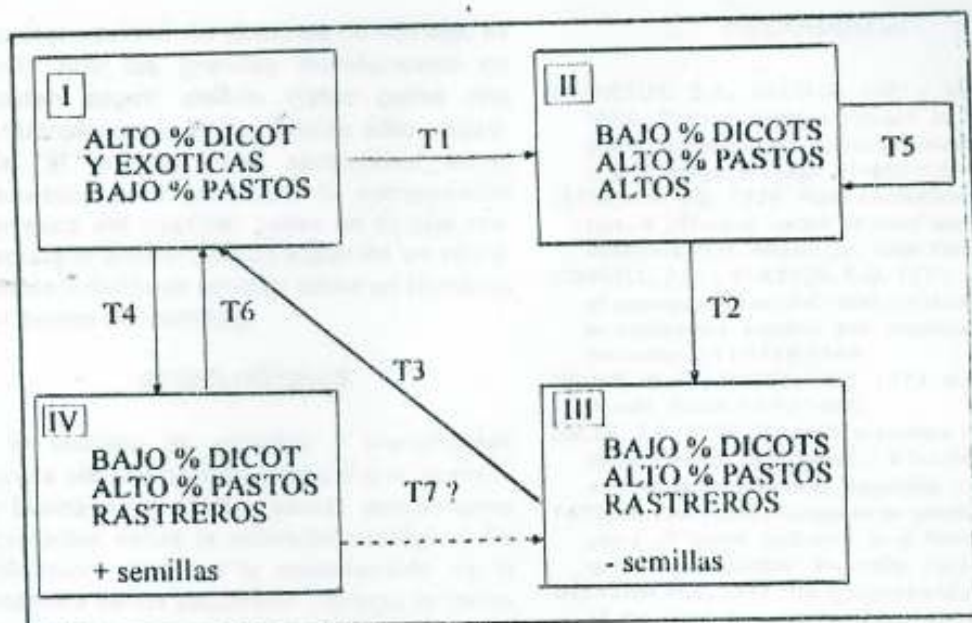 I
ALTO % DICOT
Y EXOTICAS
BAJO % PASTOS
T1
II
BAJO % DICOTS
ALTO % PASTOS
ALTOS
T5
T4
T6
T3
T2
IV
BAJO % DICOT
ALTO % PASTOS
RASTREROS
+ semillas
T7 ?
III
BAJO % DICOTS
ALTO % PASTOS
RASTREROS
- semillas